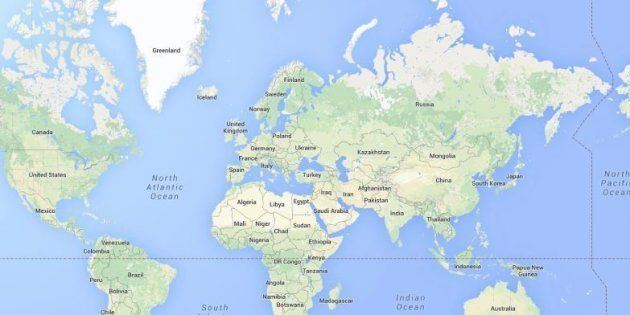 Greenland
Iceland
Finland
Sweden
Norway
Russia
Canada
United
Kingdom
Poland
Germany
Ukraine
France
Kazakhstan
Mongolia
Spain
Italy
Turkey
United States
North
Atlantic
Ocean
China
South Korea
Japan
North
Pacific
Ocean
Iraq
Iran
Afghanistan
Pakistan
Algeria
Libya
Egypt
Saudi Arabia
India
Mexico
Mali
Niger
Sudan
Chad
Thailand
Nigeria
Ethiopia
Venezuela
Colombia
DR Congo
Kenya
Tanzania
Indonesia
Papua New
Guinea
Peru
Brazil
Bolivia
Angola
Namibia
Botswana
Madagascar
Indian
Ocean
Australia
Chile
South